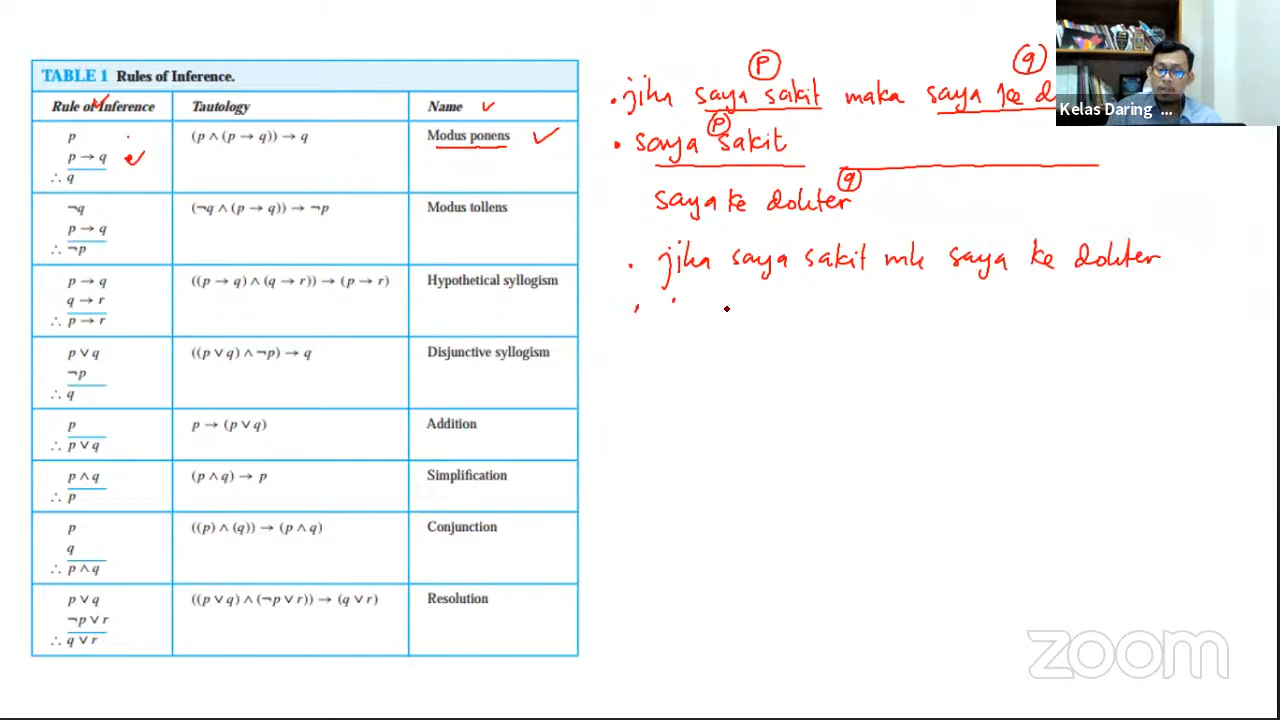 TABLE 1 Rules of Inference.
Rule of Inference Tautology Name
p
p → q
∴ q
(p ∧ (p → q)) → q
Modus ponens
¬q
p → q
∴ ¬p
(¬q ∧ (p → q)) → ¬p
Modus tollens
p → q
q → r
∴ p → r
((p → q) ∧ (q → r)) → (p → r)
Hypothetical syllogism
p ∨ q
¬p
∴ q
((p ∨ q) ∧ ¬p) → q
Disjunctive syllogism
p
∴ p ∨ q
p → (p ∨ q)
Addition
p ∧ q
∴ p
(p ∧ q) → p
Simplification
p
q
∴ p ∧ q
((p) ∧ (q)) → (p ∧ q)
Conjunction
p ∨ q
¬p ∨ r
∴ q ∨ r
((p ∨ q) ∧ (¬p ∨ r)) → (q ∨ r)
Resolution
p q
. jika saya sakit maka saya ke d
p
. saya sakit
q
saya ke dokter
. jika saya sakit mk saya ke dokter
Kelas Daring ...
zoom